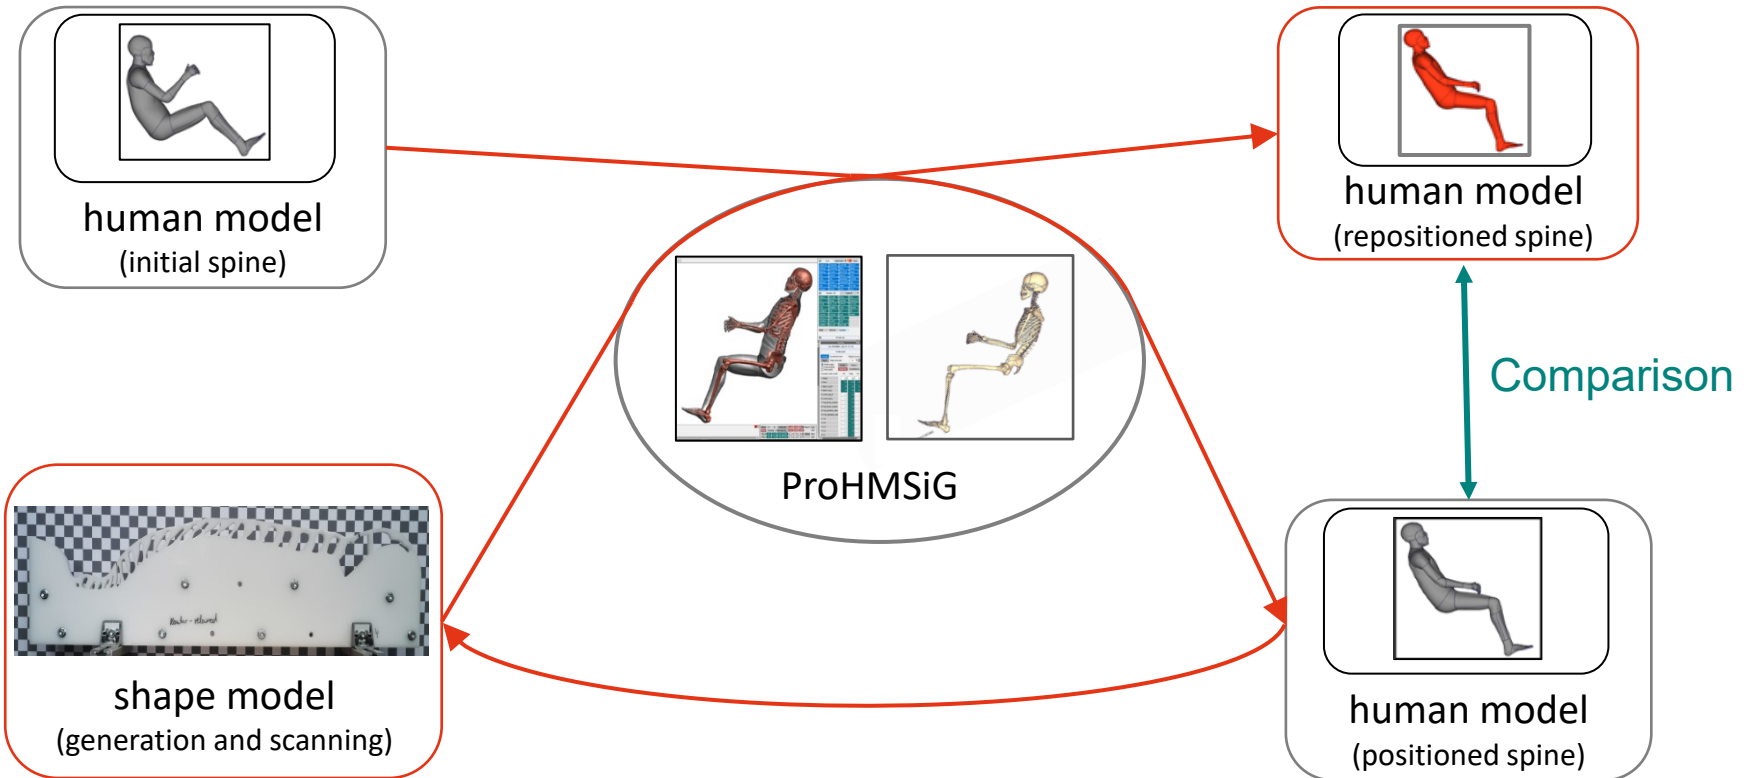 human model
(initial spine)
human model
(repositioned spine)
ProHMSiG
Comparison
shape model
(generation and scanning)
human model
(positioned spine)